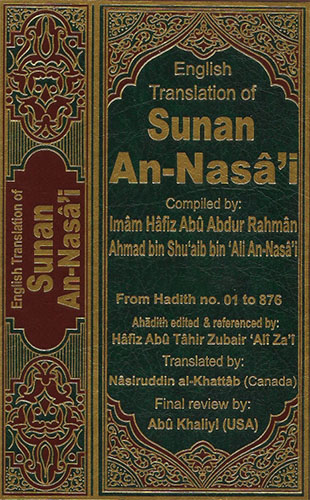 English Translation of
Sunan
An-Nasâ'i
English
Translation of
Sunan
An-Nasâ'i
Compiled by:
Imâm Hâfiz Abû Abdur Rahmân
Ahmad bin Shu'aib bin 'Ali An-Nasâ'i
From Hadith no. 01 to 876
Ahâdith edited & referenced by:
Hâfiz Abû Tâhir Zubair 'Alî Za'î
Translated by:
Nâsiruddin al-Khattâb (Canada)
Final review by:
Abû Khaliyl (USA)